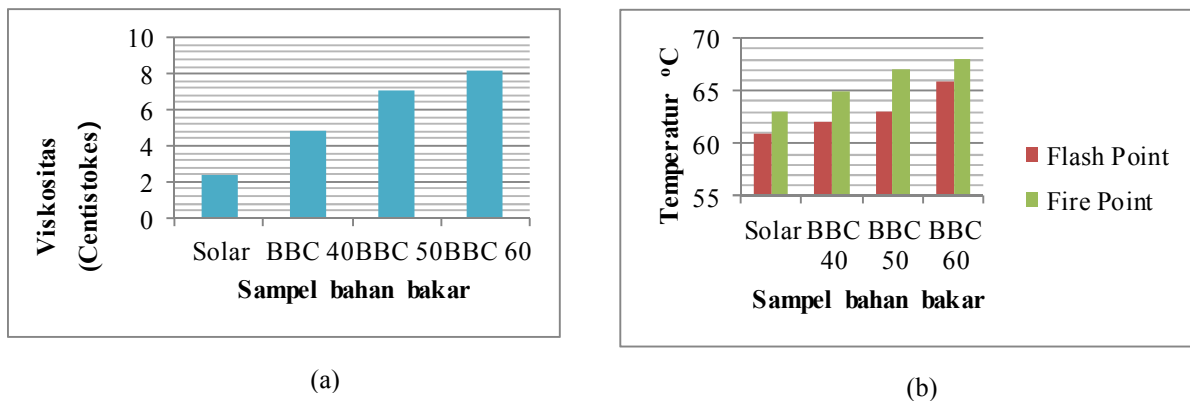 Viskositas
(Centistokes)
10
8
6
4
2
0
Solar BBC 40 BBC 50 BBC 60
Sampel bahan bakar
(a)
Temperatur ºC
70
65
60
55
Solar BBC BBC BBC
40 50 60
Sampel bahan bakar
Flash Point
Fire Point
(b)